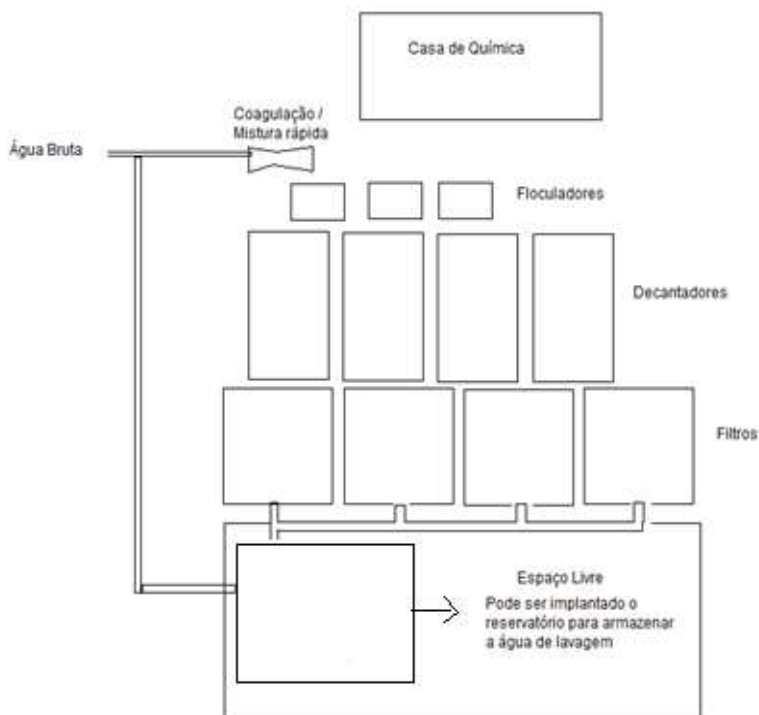 Casa de Química
Coagulação /
Mistura rápida
Água Bruta
Floculadores
Decantadores
Filtros
Espaço Livre
Pode ser implantado o
reservatório para armazenar
a água de lavagem